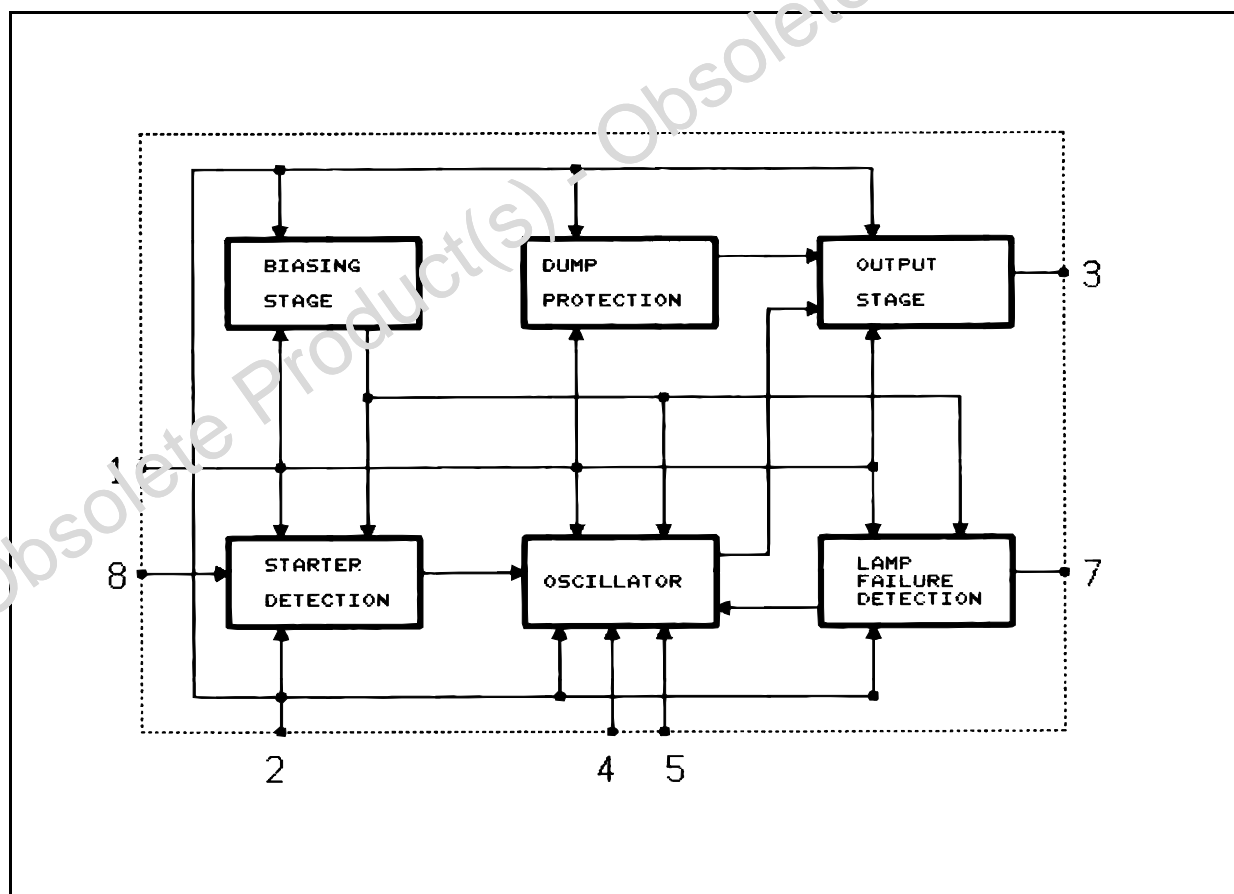 Obsolete Product(s) - Obsolete
BIASING
STAGE
DUMP
PROTECTION
OUTPUT
STAGE
3
1
8
STARTER
DETECTION
OSCILLATOR
LAMP
FAILURE
DETECTION
7
2
4
5